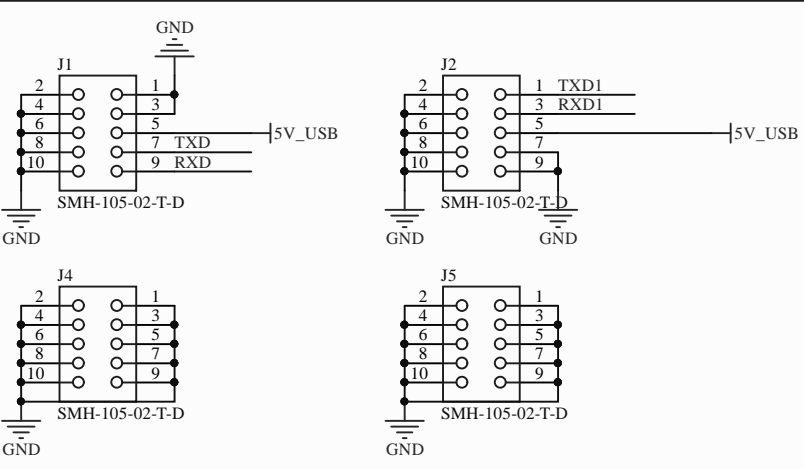 GND
J1
J2
2 1
2 1 TXD1
4 3
4 3 RXD1
6 5 5V_USB
6 5 5V_USB
8 7 TXD
8 7
10 9 RXD
10 9
SMH-105-02-T-D
SMH-105-02-T-D
GND
GND
GND
J4
J5
2 1
2 1
4 3
4 3
6 5
6 5
8 7
8 7
10 9
10 9
SMH-105-02-T-D
SMH-105-02-T-D
GND
GND